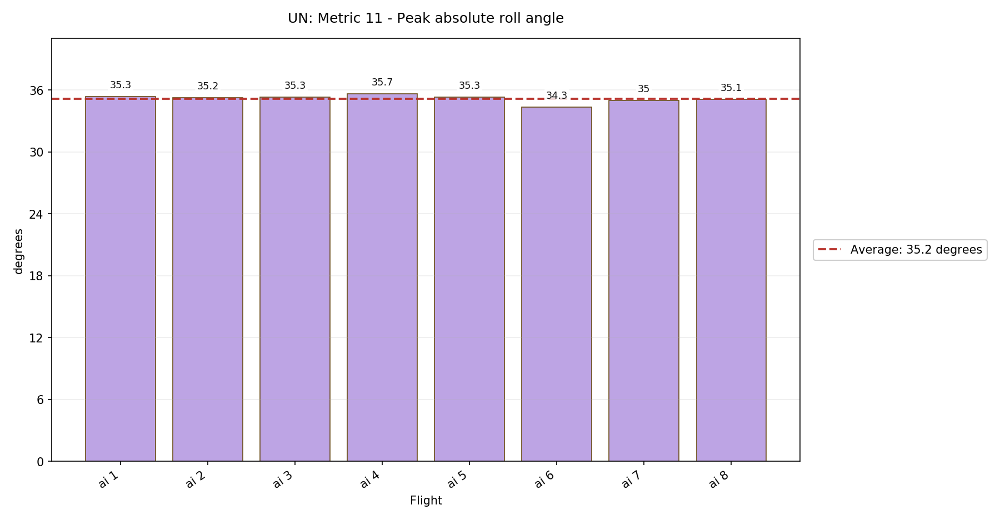 UN: Metric 11 - Peak absolute roll angle
35.3
35.2
35.3
35.7
35.3
34.3
35
35.1
36
30
24
18
12
6
0
degrees
Average: 35.2 degrees
ai 1
ai 2
ai 3
ai 4
ai 5
ai 6
ai 7
ai 8
Flight